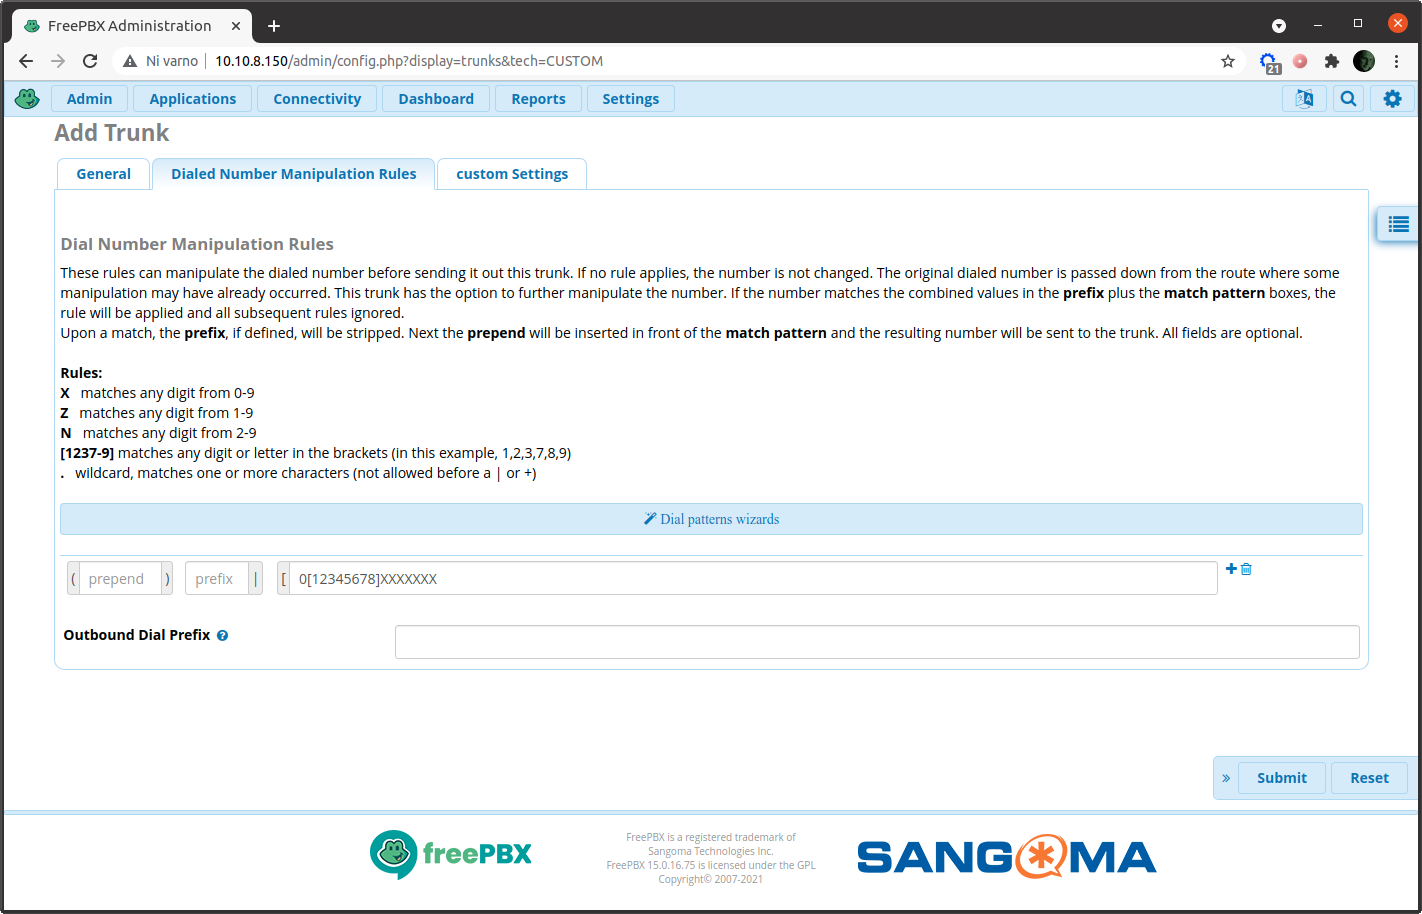 FreePBX Administration
Ni varno 10.10.8.150/admin/config.php?display=trunks&tech=CUSTOM
21
Admin Applications Connectivity Dashboard Reports Settings
Add Trunk
General Dialed Number Manipulation Rules custom Settings
Dial Number Manipulation Rules
These rules can manipulate the dialed number before sending it out this trunk. If no rule applies, the number is not changed. The original dialed number is passed down from the route where some
manipulation may have already occurred. This trunk has the option to further manipulate the number. If the number matches the combined values in the prefix plus the match pattern boxes, the
rule will be applied and all subsequent rules ignored.
Upon a match, the prefix, if defined, will be stripped. Next the prepend will be inserted in front of the match pattern and the resulting number will be sent to the trunk. All fields are optional.
Rules:
X matches any digit from 0-9
Z matches any digit from 1-9
N matches any digit from 2-9
[1237-9] matches any digit or letter in the brackets (in this example, 1,2,3,7,8,9)
. wildcard, matches one or more characters (not allowed before a | or +)
Dial patterns wizards
( prepend ) prefix | [ 0[12345678]XXXXXXX
Outbound Dial Prefix
» Submit Reset
freePBX
FreePBX is a registered trademark of
Sangoma Technologies Inc.
FreePBX 15.0.16.75 is licensed under the GPL
Copyright© 2007-2021
SANGOMA